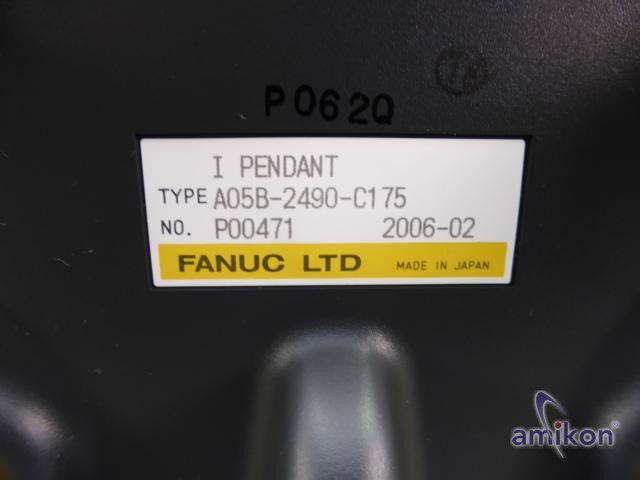 P062Q
I PENDANT
TYPE A05B-2490-C175
NO. P00471 2006-02
FANUC LTD MADE IN JAPAN
amikon